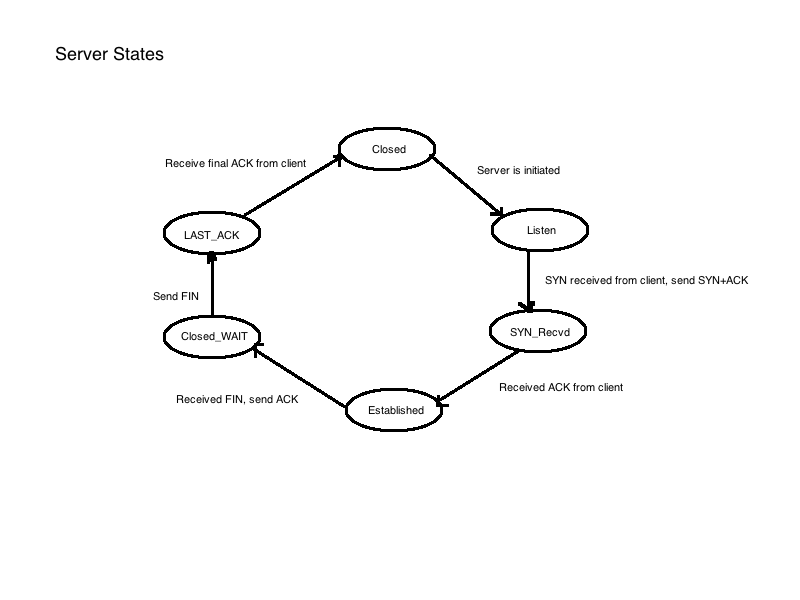 Server States
Closed
Receive final ACK from client
Server is initiated
Listen
LAST_ACK
SYN received from client, send SYN+ACK
Send FIN
SYN_Recvd
Closed_WAIT
Received ACK from client
Received FIN, send ACK
Established